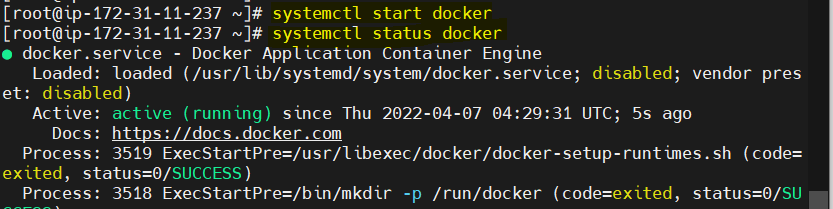 [root@ip-172-31-11-237 ~]# systemctl start docker
[root@ip-172-31-11-237 ~]# systemctl status docker
● docker.service - Docker Application Container Engine
   Loaded: loaded (/usr/lib/systemd/system/docker.service; disabled; vendor pres
et: disabled)
   Active: active (running) since Thu 2022-04-07 04:29:31 UTC; 5s ago
     Docs: https://docs.docker.com
  Process: 3519 ExecStartPre=/usr/libexec/docker/docker-setup-runtimes.sh (code=
exited, status=0/SUCCESS)
  Process: 3518 ExecStartPre=/bin/mkdir -p /run/docker (code=exited, status=0/SU
CCESS)